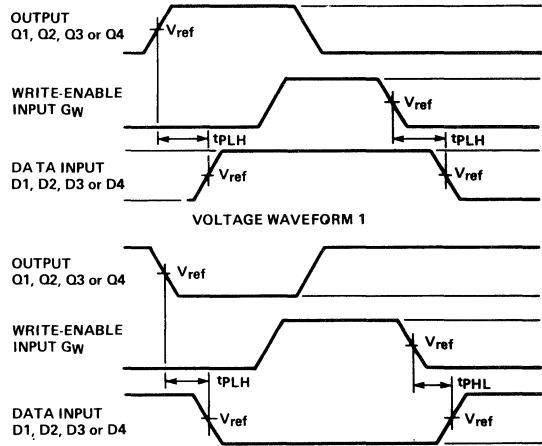 OUTPUT
Q1, Q2, Q3 or Q4
Vref
WRITE-ENABLE
INPUT GW
Vref
tPLH
tPLH
DATA INPUT
D1, D2, D3 or D4
Vref
Vref
VOLTAGE WAVEFORM 1
OUTPUT
Q1, Q2, Q3 or Q4
Vref
WRITE-ENABLE
INPUT GW
Vref
tPLH
tPHL
DATA INPUT
D1, D2, D3 or D4
Vref
Vref